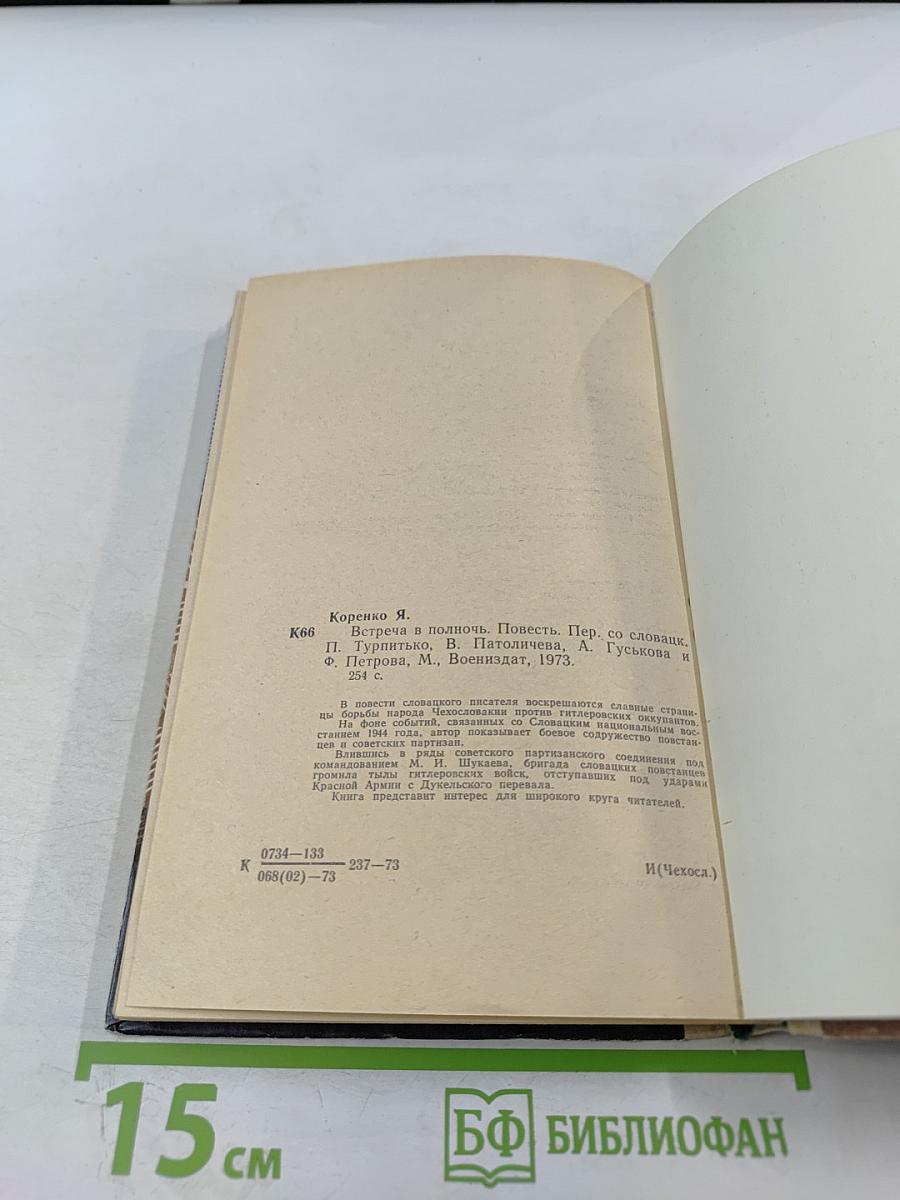 Коренко Я.
К66 Встреча в полночь. Повесть. Пер. со словацк.
П. Турпитько, В. Патоличева, А. Гуськова и
Ф. Петрова, М., Воениздат, 1973.
254 с.
В повести словацкого писателя воскрешаются славные страни-
цы борьбы народа Чехословакии против гитлеровских оккупантов.
На фоне событий, связанных со Словацким национальным вос-
станием 1944 года, автор показывает боевое содружество повстан-
цев и советских партизан.
Влившись в ряды советского партизанского соединения под
командованием М. И. Шукаева, бригада словацких повстанцев
громила тылы гитлеровских войск, отступавших под ударами
Красной Армии с Дукельского перевала.
Книга представит интерес для широкого круга читателей.
0734—133
К 237—73
068(02)—73
И(Чехосл.)
15 см
БФ БИБЛИОФАН